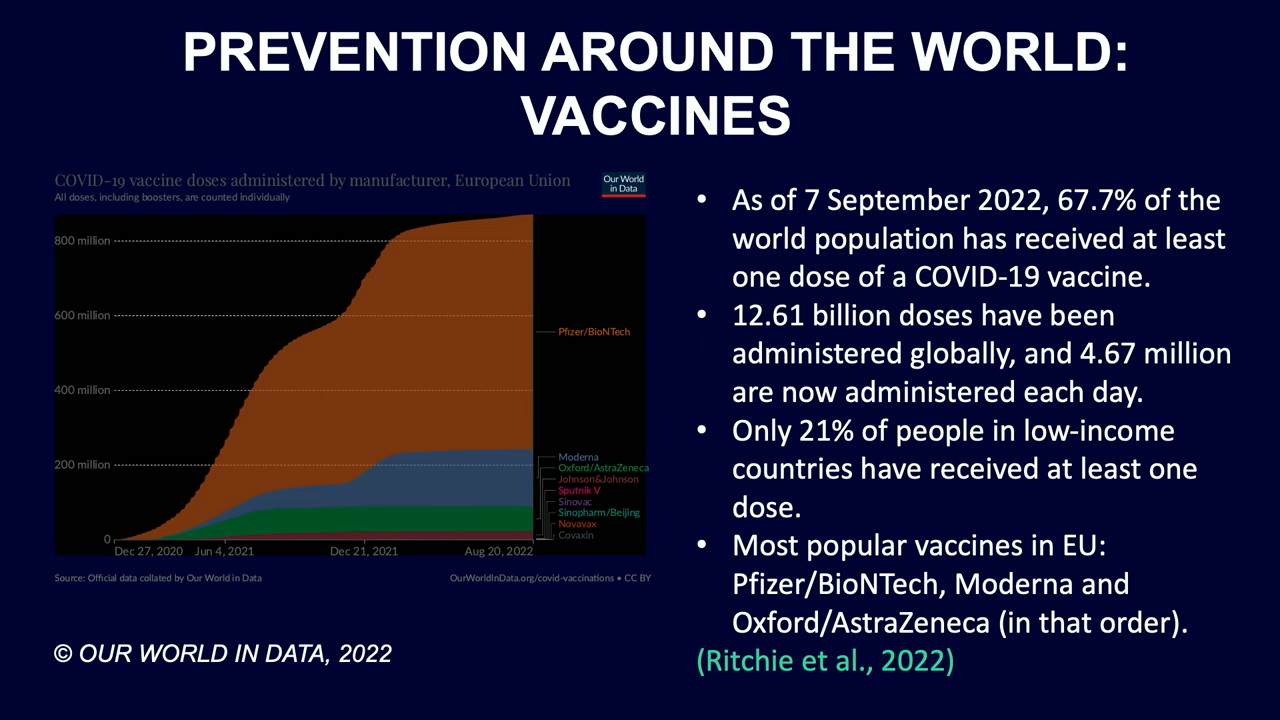 PREVENTION AROUND THE WORLD:
VACCINES
COVID-19 vaccine doses administered by manufacturer, European Union
All doses, including boosters, are counted individually
Our World
in Data
800 million
600 million
400 million
200 million
0
Dec 27, 2020
Jun 4, 2021
Dec 21, 2021
Aug 20, 2022
Pfizer/BioNTech
Moderna
Oxford/AstraZeneca
Johnson&Johnson
Sputnik V
Sinovac
Sinopharm/Beijing
Novavax
Covaxin
Source: Official data collated by Our World in Data
OurWorldInData.org/covid-vaccinations • CC BY
© OUR WORLD IN DATA, 2022
• As of 7 September 2022, 67.7% of the
world population has received at least
one dose of a COVID-19 vaccine.
• 12.61 billion doses have been
administered globally, and 4.67 million
are now administered each day.
• Only 21% of people in low-income
countries have received at least one
dose.
• Most popular vaccines in EU:
Pfizer/BioNTech, Moderna and
Oxford/AstraZeneca (in that order).
(Ritchie et al., 2022)